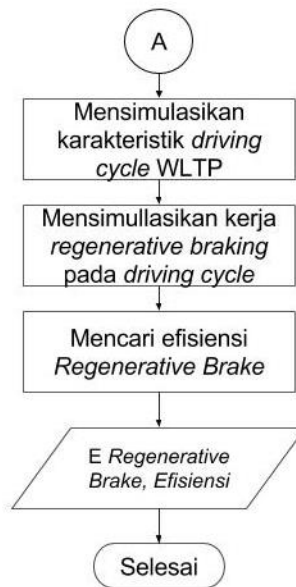 A
Mensimulasikan
karakteristik driving
cycle WLTP
Mensimullasikan kerja
regenerative braking
pada driving cycle
Mencari efisiensi
Regenerative Brake
E Regenerative
Brake, Efisiensi
Selesai